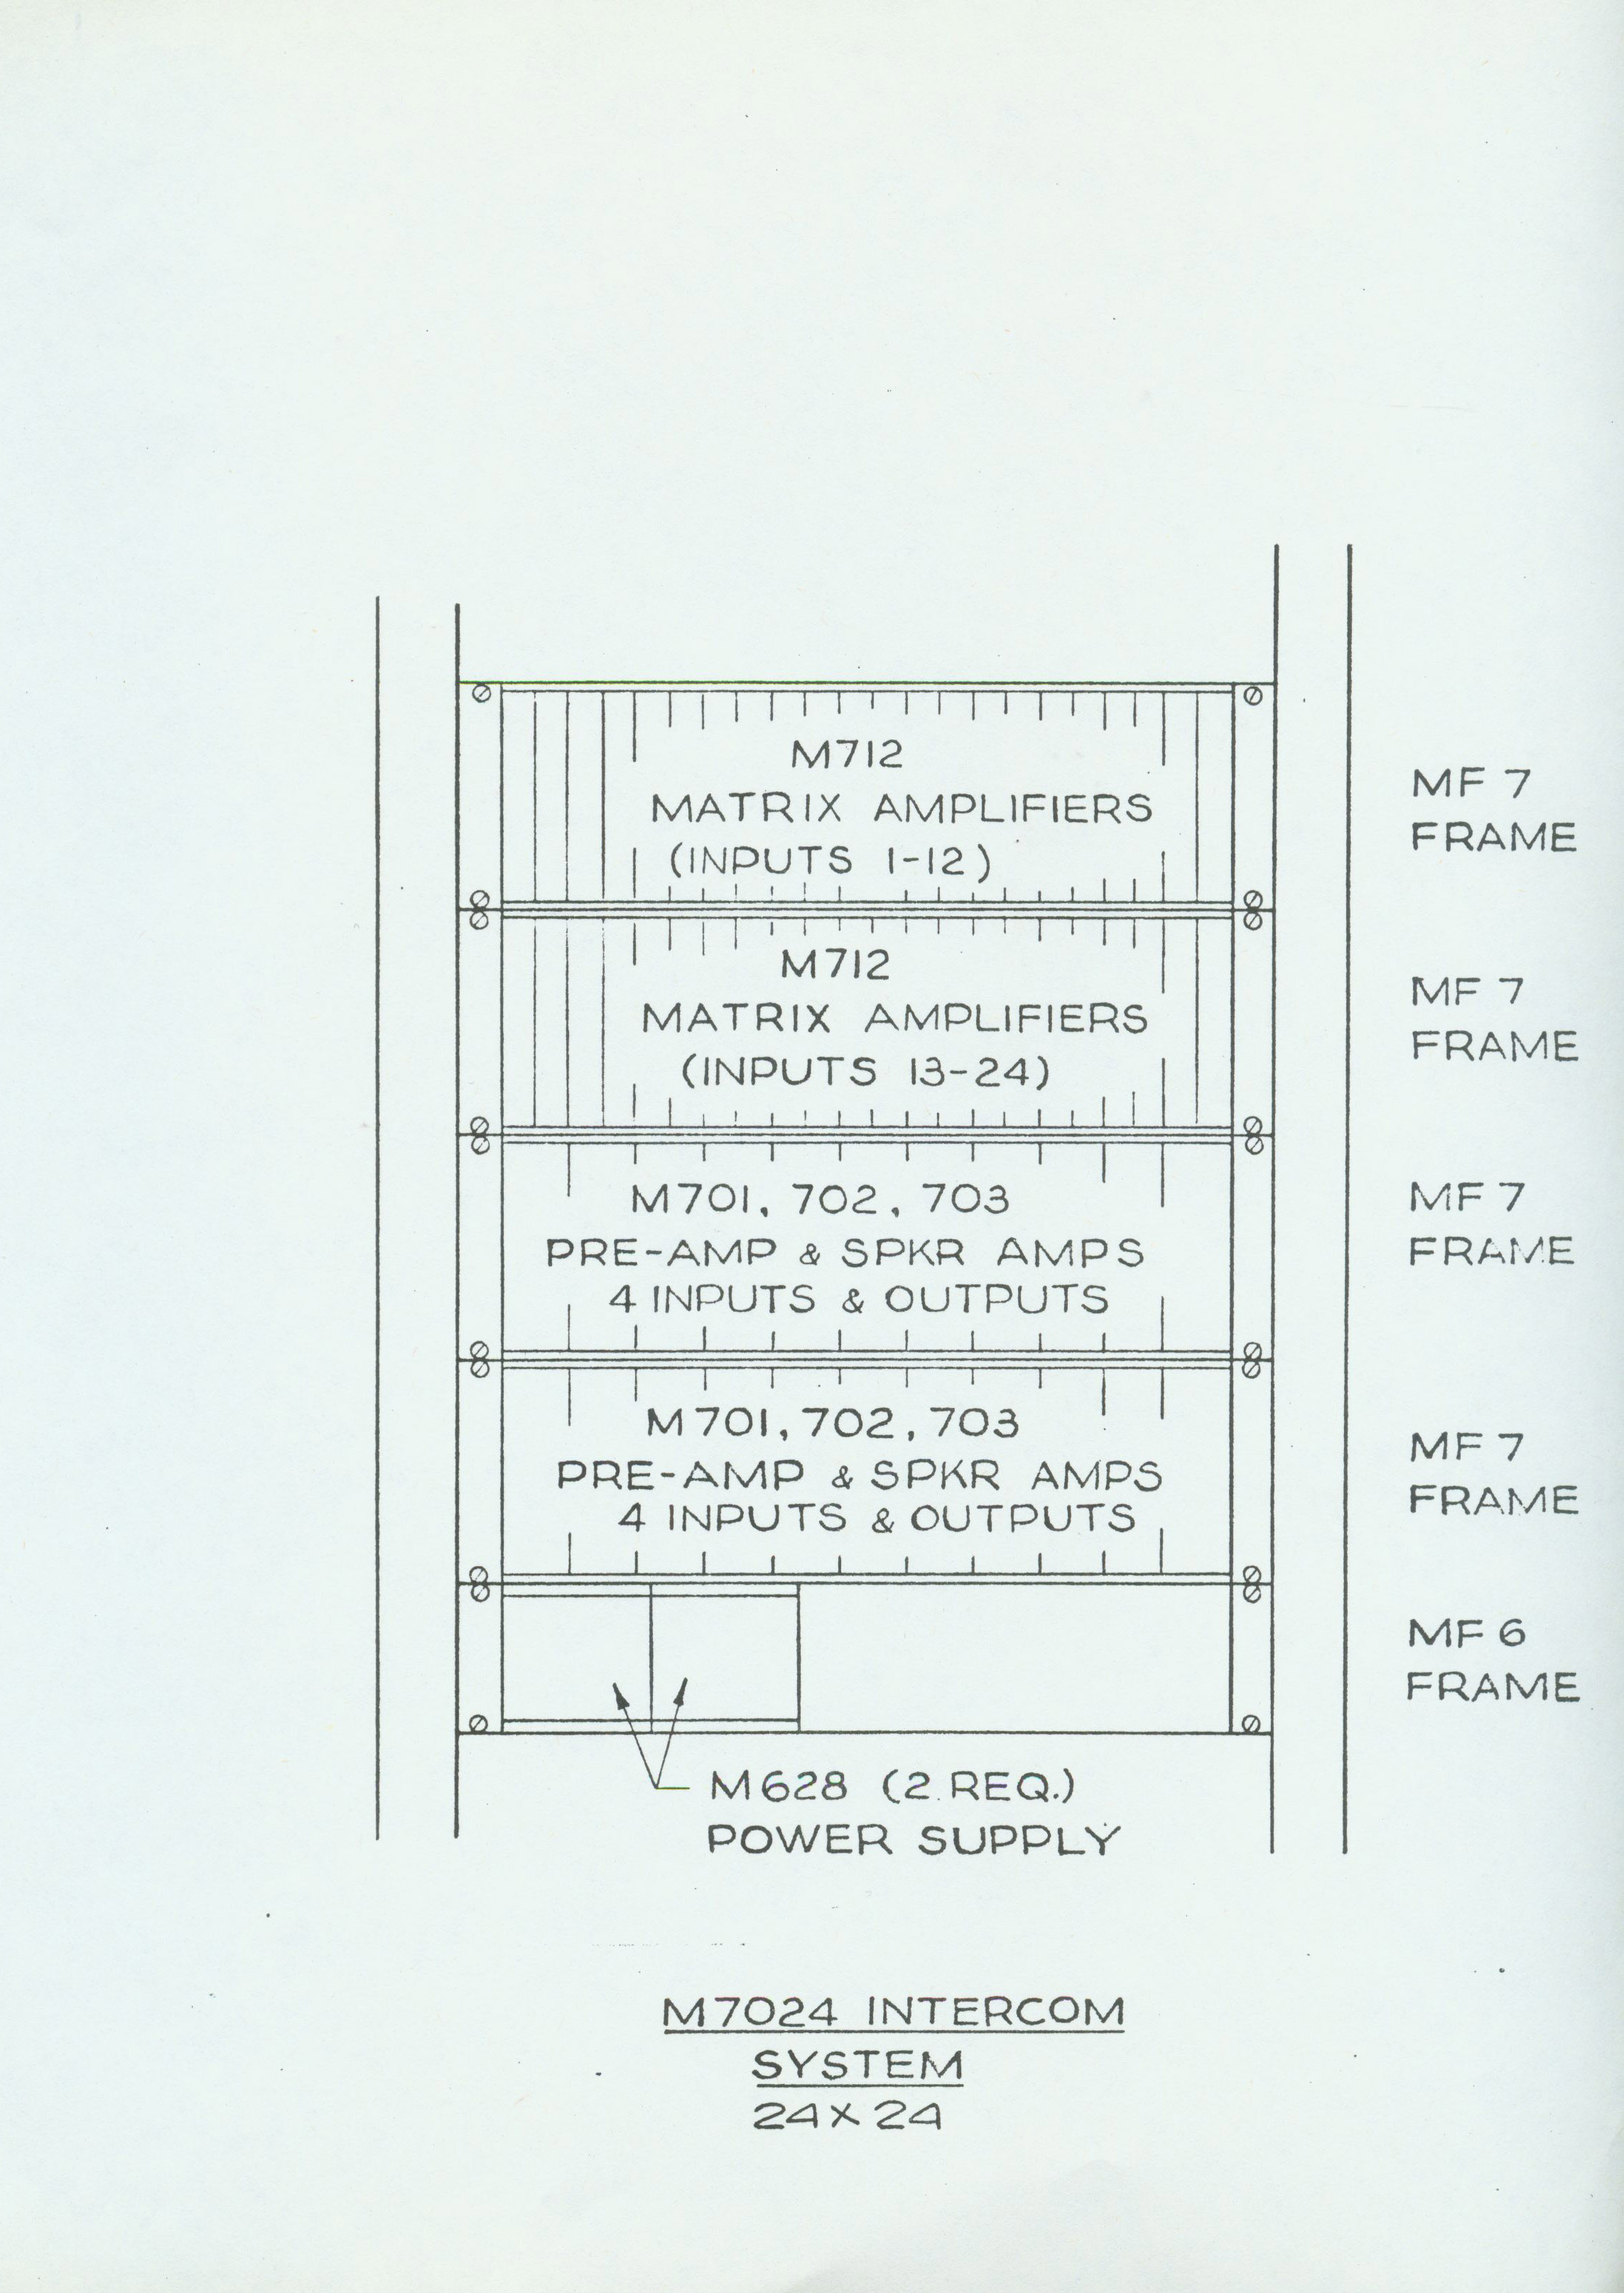 M712
MATRIX AMPLIFIERS
(INPUTS 1-12)
MF 7
FRAME
M712
MATRIX AMPLIFIERS
(INPUTS 13-24)
MF 7
FRAME
M701, 702, 703
PRE-AMP & SPKR AMPS
4 INPUTS & OUTPUTS
MF 7
FRAME
M701, 702, 703
PRE-AMP & SPKR AMPS
4 INPUTS & OUTPUTS
MF 7
FRAME
MF 6
FRAME
M628 (2 REQ.)
POWER SUPPLY
M7024 INTERCOM
SYSTEM
24X24